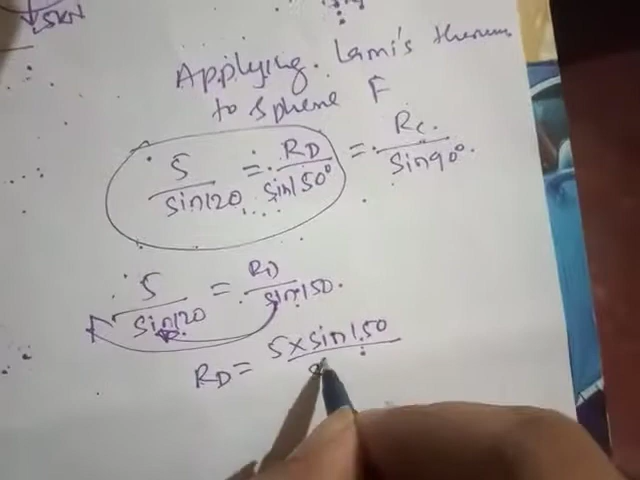 5KN
Applying. Lami's theorem
to sphere F
5/sin120 = RD/sin150° = Rc./sin90°.
5/sin120 = RD/sin150.
RD = 5×sin150